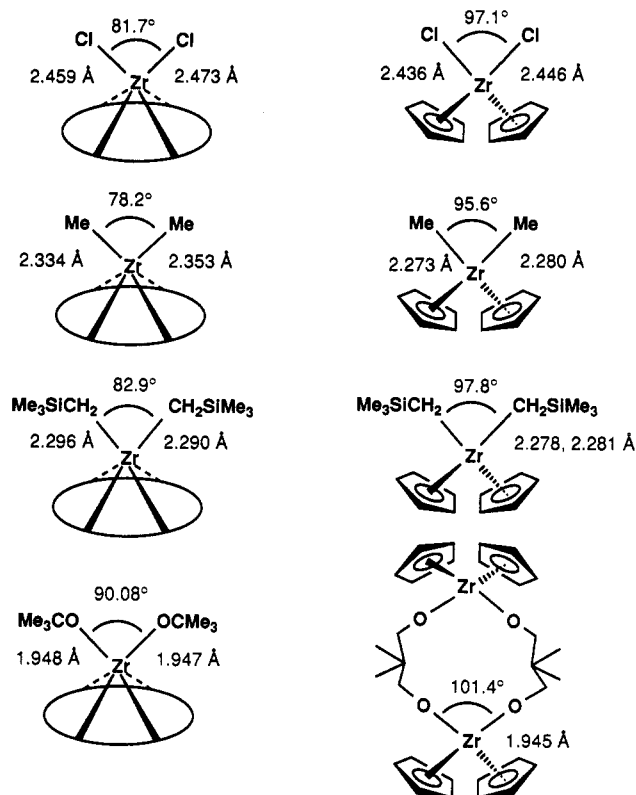 81.7°
Cl Cl
2.459 Å 2.473 Å
Zr
97.1°
Cl Cl
2.436 Å 2.446 Å
Zr
78.2°
Me Me
2.334 Å 2.353 Å
Zr
95.6°
Me Me
2.273 Å 2.280 Å
Zr
82.9°
Me₃SiCH₂ CH₂SiMe₃
2.296 Å 2.290 Å
Zr
97.8°
Me₃SiCH₂ CH₂SiMe₃
2.278, 2.281 Å
Zr
90.08°
Me₃CO OCMe₃
1.948 Å 1.947 Å
Zr
Zr
O O
101.4°
O O
Zr 1.945 Å